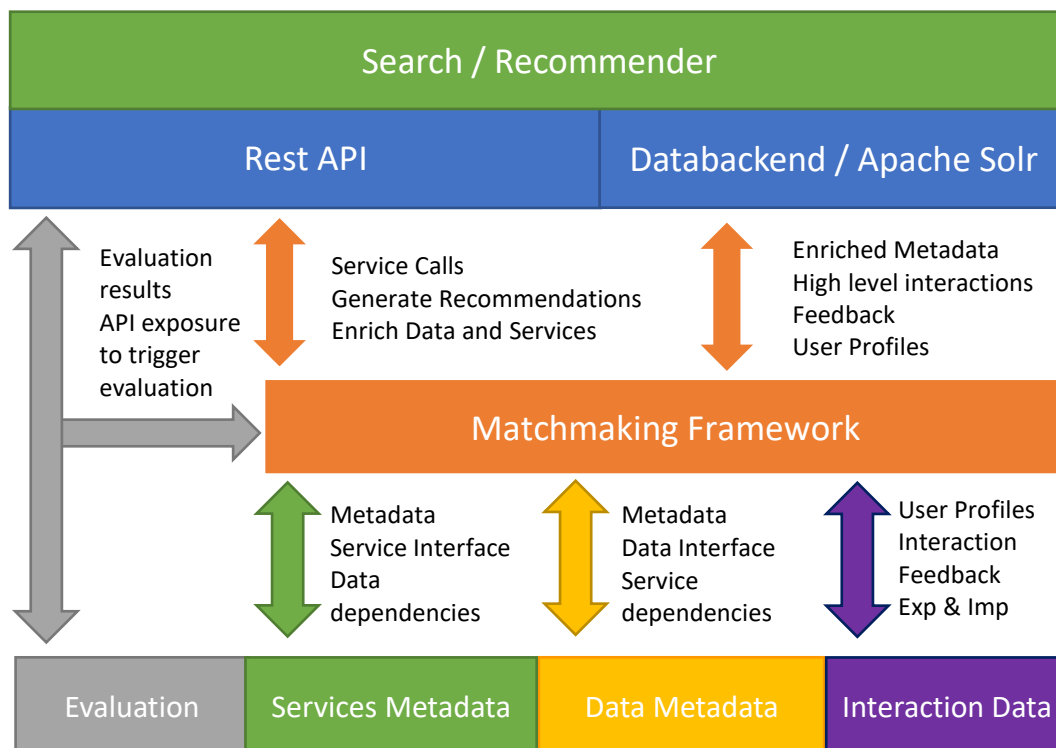 Search / Recommender
Rest API
Databackend / Apache Solr
Evaluation
results
API exposure
to trigger
evaluation
Service Calls
Generate Recommendations
Enrich Data and Services
Enriched Metadata
High level interactions
Feedback
User Profiles
Matchmaking Framework
Metadata
Service Interface
Data
dependencies
Metadata
Data Interface
Service
dependencies
User Profiles
Interaction
Feedback
Exp & Imp
Evaluation
Services Metadata
Data Metadata
Interaction Data